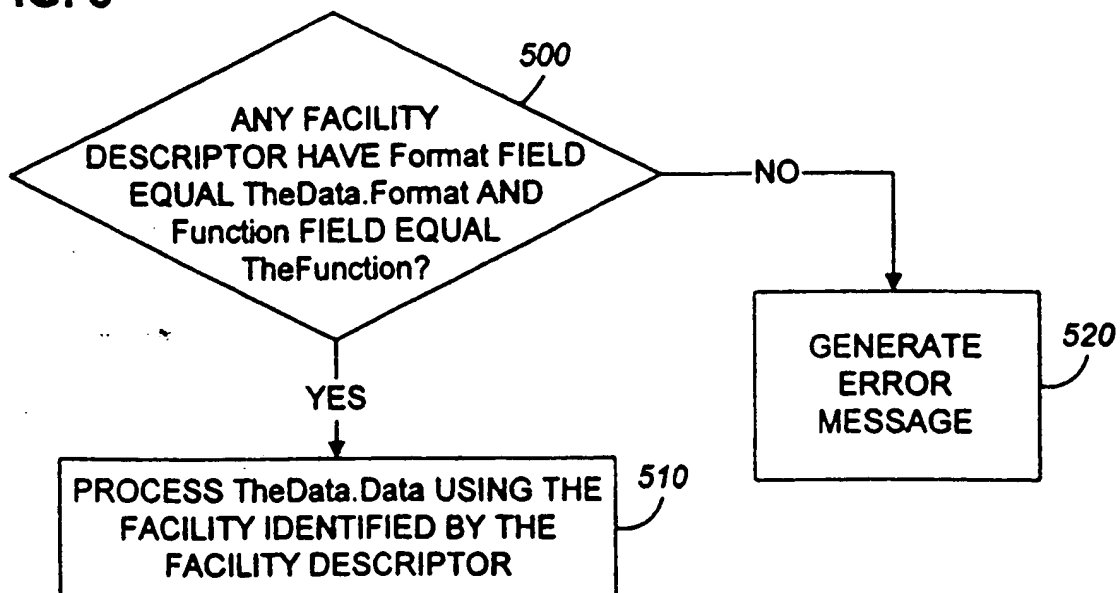 500
ANY FACILITY
DESCRIPTOR HAVE Format FIELD
EQUAL TheData.Format AND
Function FIELD EQUAL
TheFunction?
NO
GENERATE
ERROR
MESSAGE
520
YES
PROCESS TheData.Data USING THE
FACILITY IDENTIFIED BY THE
FACILITY DESCRIPTOR
510